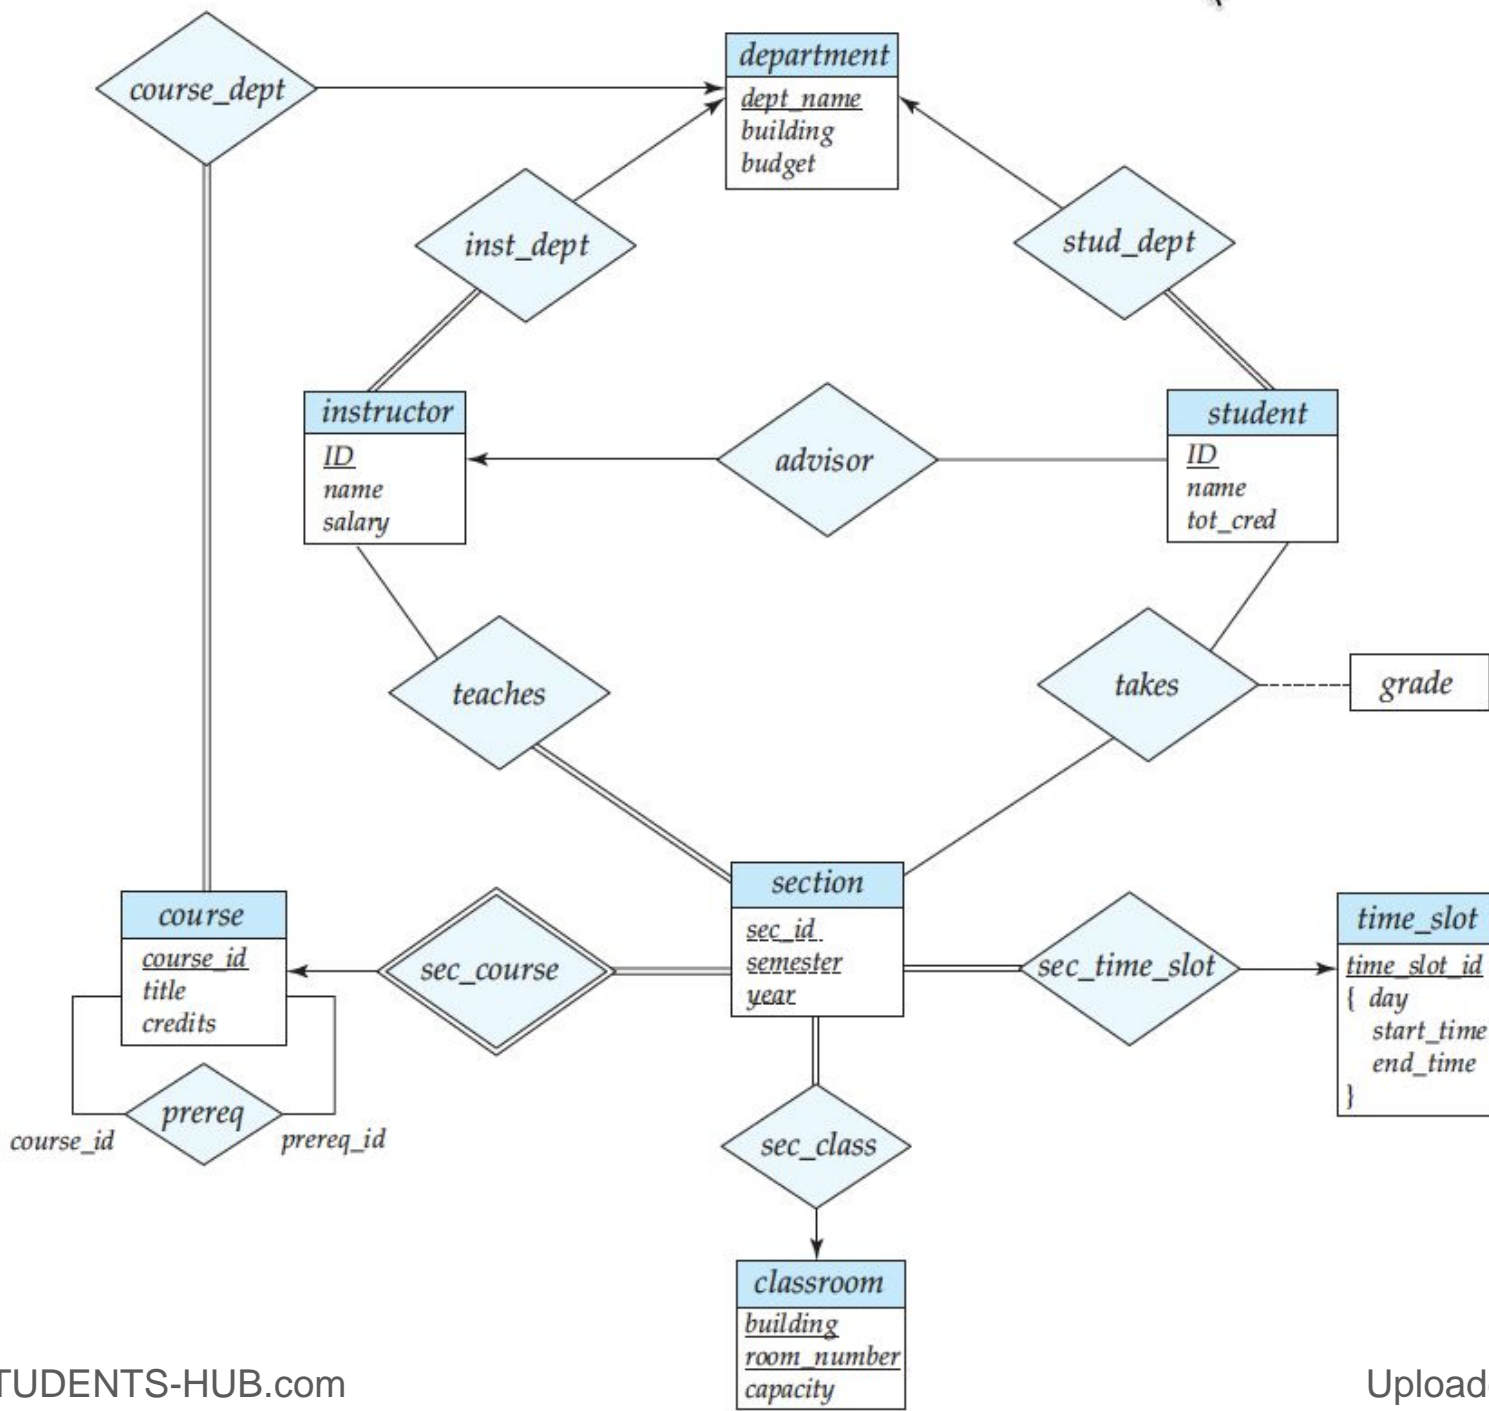 department
dept_name
building
budget
course_dept
inst_dept
stud_dept
instructor
ID
name
salary
advisor
student
ID
name
tot_cred
teaches
takes
grade
section
sec_id
semester
year
course
course_id
title
credits
sec_course
sec_time_slot
time_slot
time_slot_id
{ day
start_time
end_time
}
prereq
course_id
prereq_id
sec_class
classroom
building
room_number
capacity
TUDENTS-HUB.com
Upload